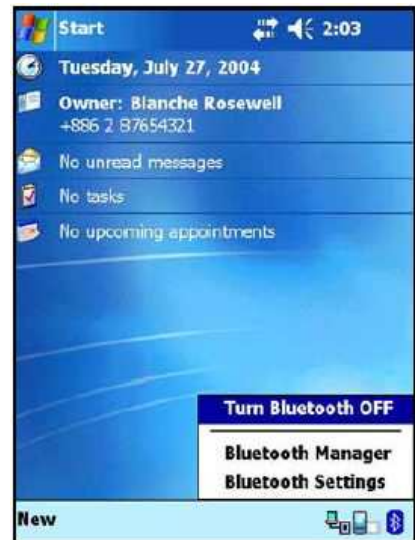 Start 2:03
Tuesday, July 27, 2004
Owner: Blanche Rosewell
+886 2 87654321
No unread messages
No tasks
No upcoming appointments
Turn Bluetooth OFF
Bluetooth Manager
Bluetooth Settings
New